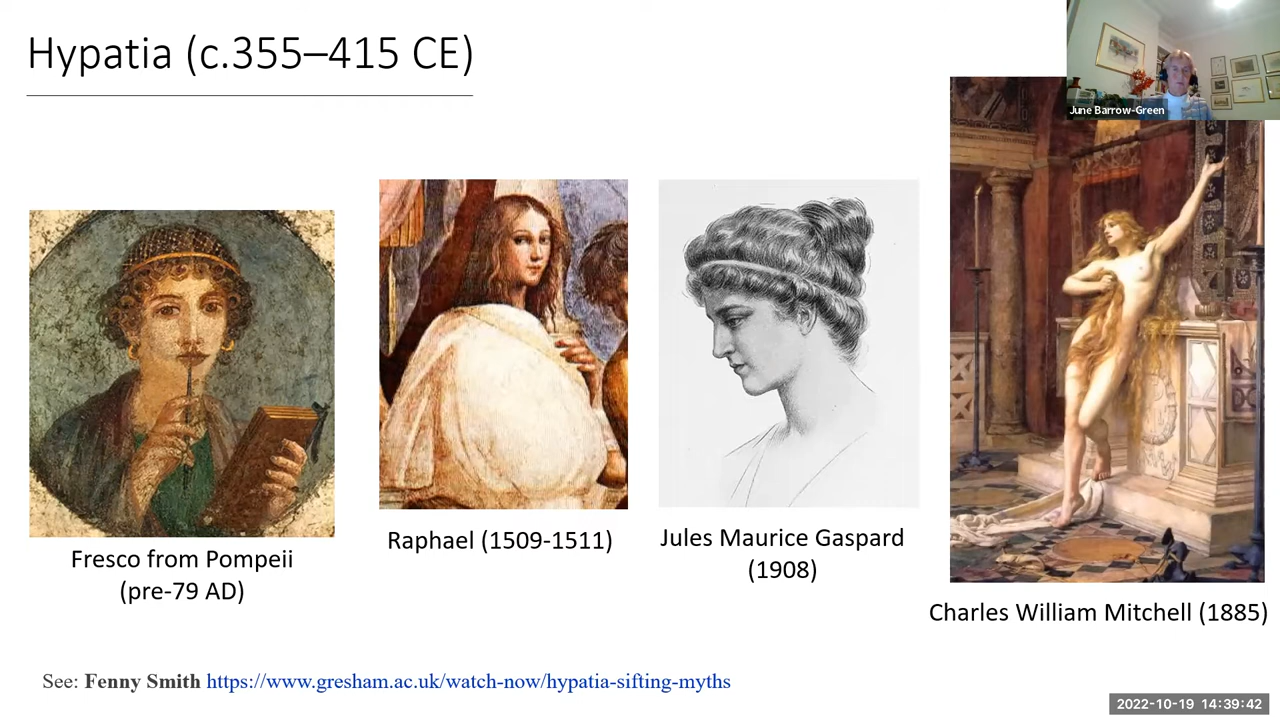 Hypatia (c.355–415 CE)
June Barrow-Green
Fresco from Pompeii
(pre-79 AD)
Raphael (1509-1511)
Jules Maurice Gaspard
(1908)
Charles William Mitchell (1885)
See: Fenny Smith https://www.gresham.ac.uk/watch-now/hypatia-sifting-myths
2022-10-19 14:39:42